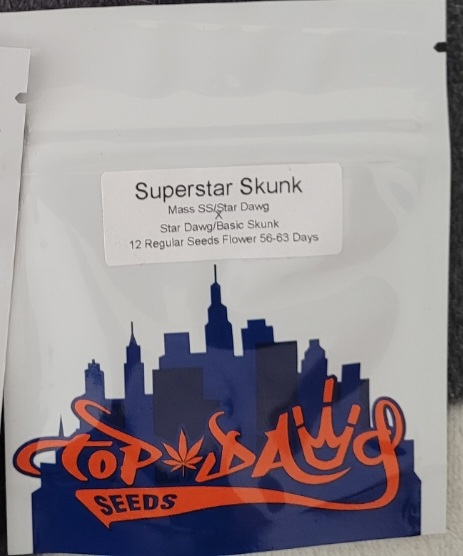 Superstar Skunk
Mass SS/Star Dawg
X
Star Dawg/Basic Skunk
12 Regular Seeds Flower 56-63 Days
TOP DAWG
SEEDS